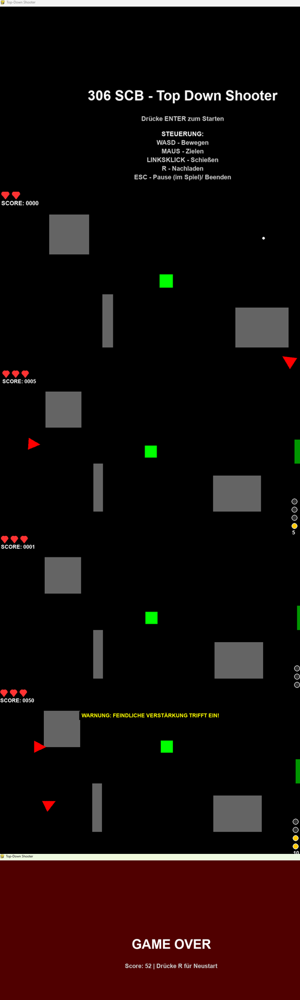 Top-Down Shooter
306 SCB - Top Down Shooter
Drücke ENTER zum Starten
STEUERUNG:
WASD - Bewegen
MAUS - Zielen
LINKSKLICK - Schießen
R - Nachladen
ESC - Pause (im Spiel)/ Beenden
SCORE: 0000
SCORE: 0005
5
SCORE: 0001
SCORE: 0050
WARNUNG: FEINDLICHE VERSTÄRKUNG TRIFFT EIN!
10
Top-Down Shooter
GAME OVER
Score: 52 | Drücke R für Neustart